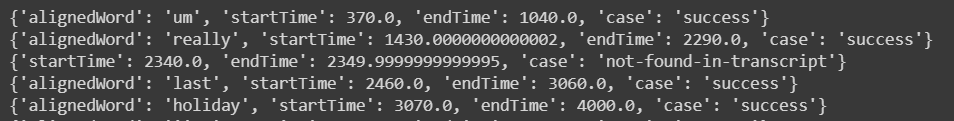 {'alignedWord': 'um', 'startTime': 370.0, 'endTime': 1040.0, 'case': 'success'}
{'alignedWord': 'really', 'startTime': 1430.0000000000002, 'endTime': 2290.0, 'case': 'success'}
{'startTime': 2340.0, 'endTime': 2349.9999999999995, 'case': 'not-found-in-transcript'}
{'alignedWord': 'last', 'startTime': 2460.0, 'endTime': 3060.0, 'case': 'success'}
{'alignedWord': 'holiday', 'startTime': 3070.0, 'endTime': 4000.0, 'case': 'success'}